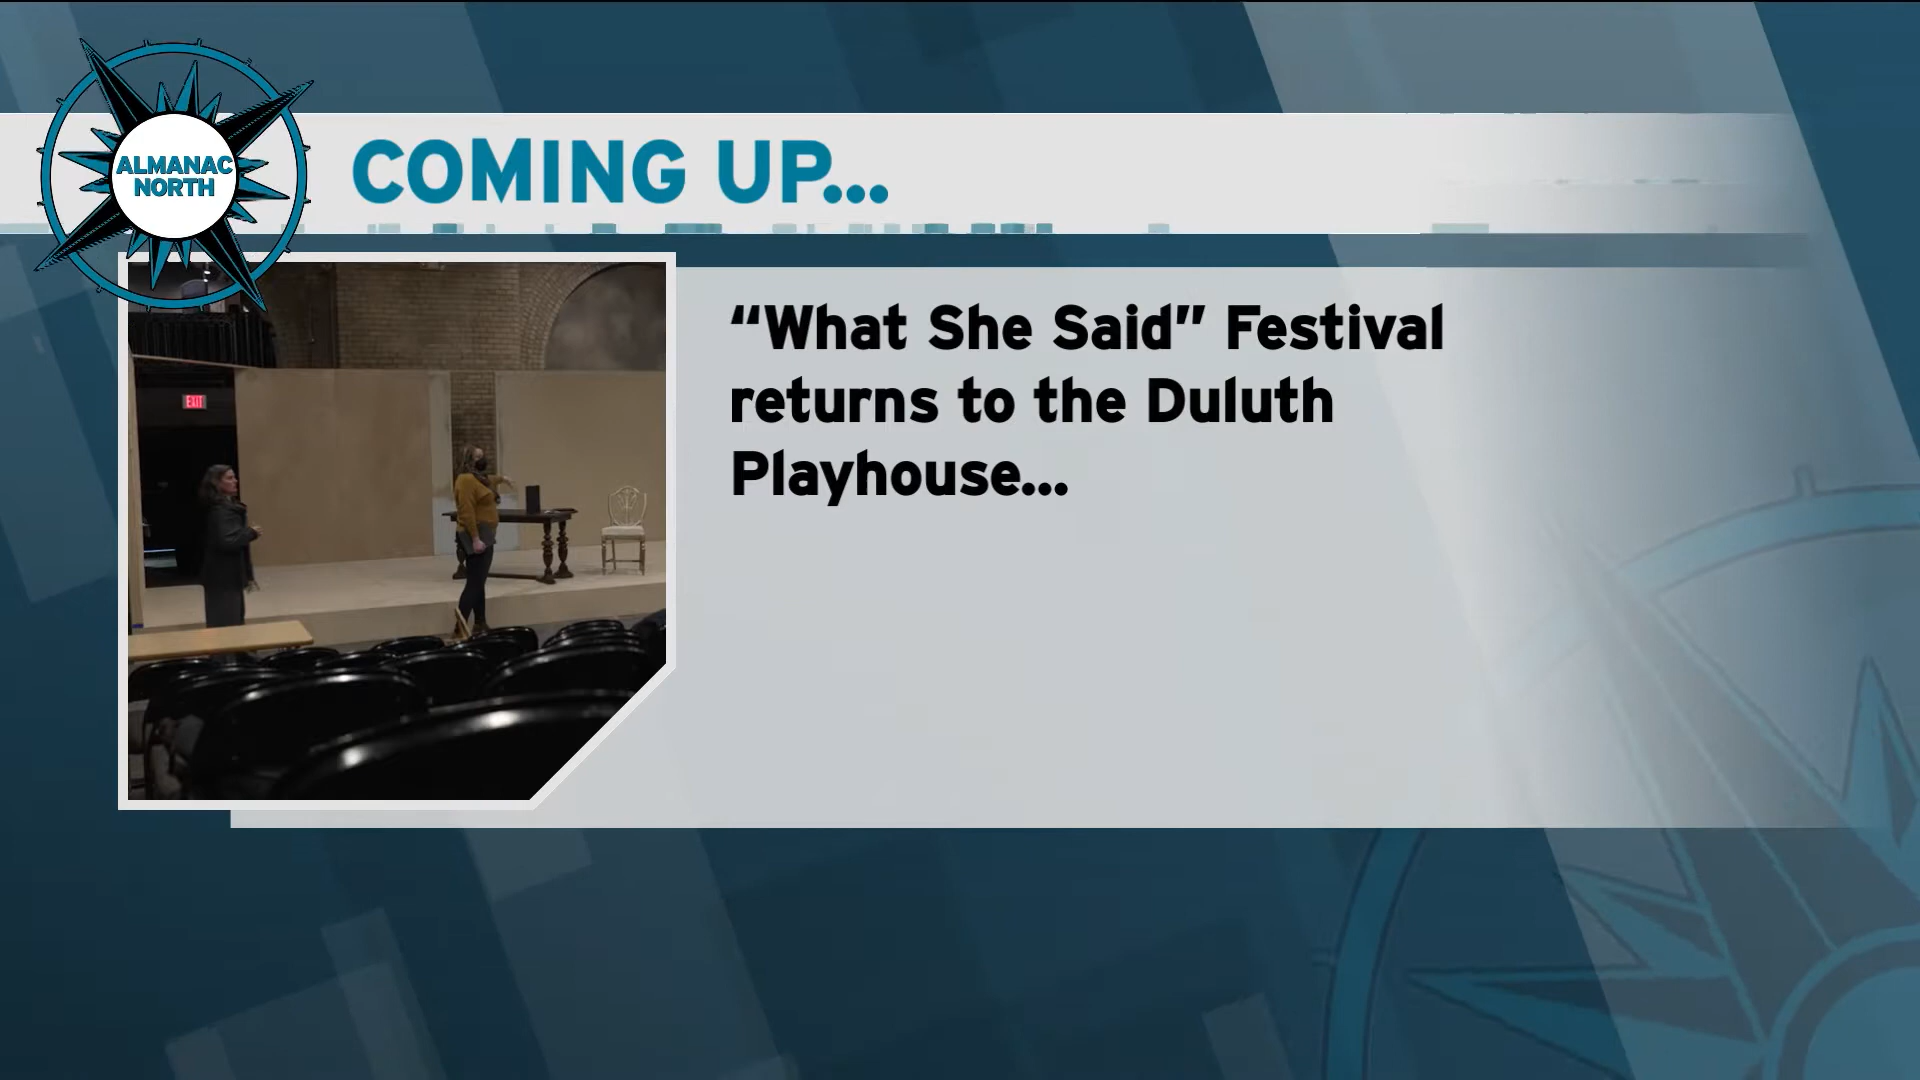 ALMANAC
NORTH
COMING UP...
“What She Said” Festival
returns to the Duluth
Playhouse...
EXIT